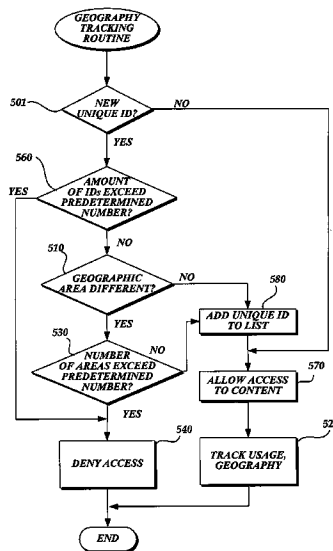 GEOGRAPHY
TRACKING
ROUTINE
501
NEW
UNIQUE ID?
NO
YES
560
YES
AMOUNT
OF IDs EXCEED
PREDETERMINED
NUMBER?
NO
510
GEOGRAPHIC
AREA DIFFERENT?
NO
580
ADD UNIQUE ID
TO LIST
YES
530
NUMBER
OF AREAS EXCEED
PREDETERMINED
NUMBER?
NO
ALLOW ACCESS
TO CONTENT
570
YES
540
DENY ACCESS
52
TRACK USAGE,
GEOGRAPHY
END